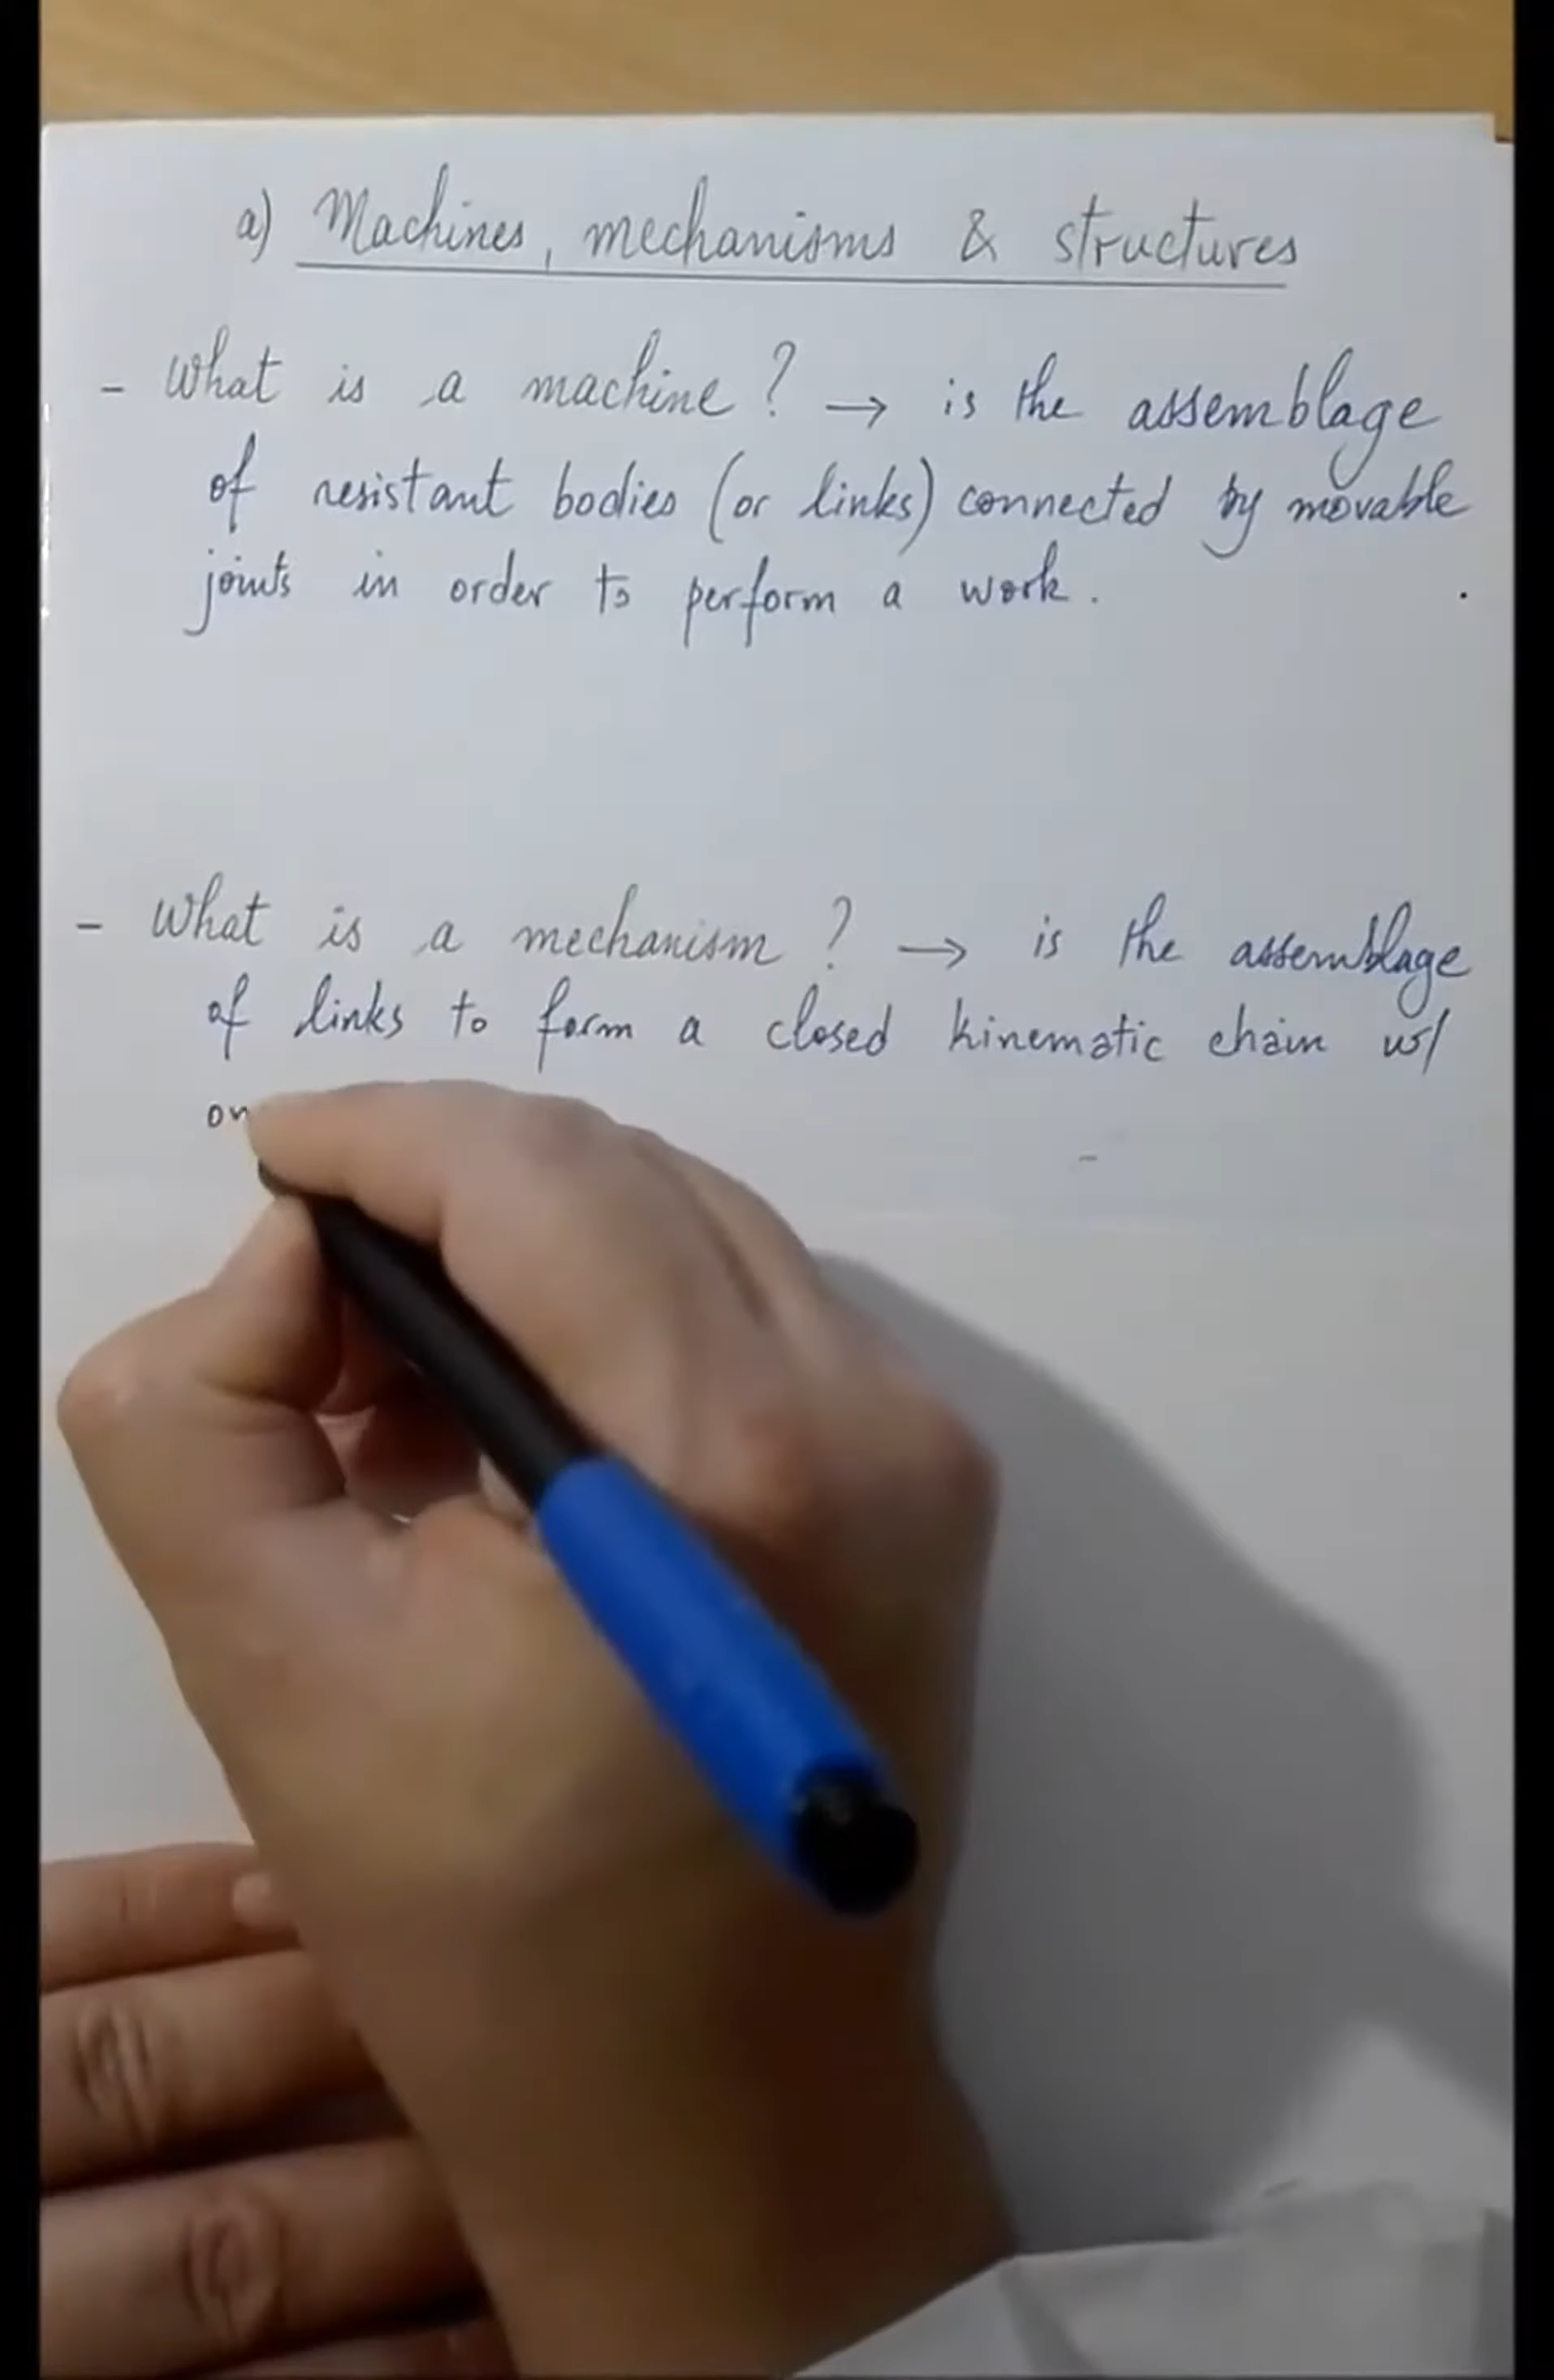 a) Machines, mechanisms & structures
- What is a machine? → is the assemblage
of resistant bodies (or links) connected by movable
joints in order to perform a work.
- What is a mechanism? → is the assemblage
of links to form a closed kinematic chain w/
on